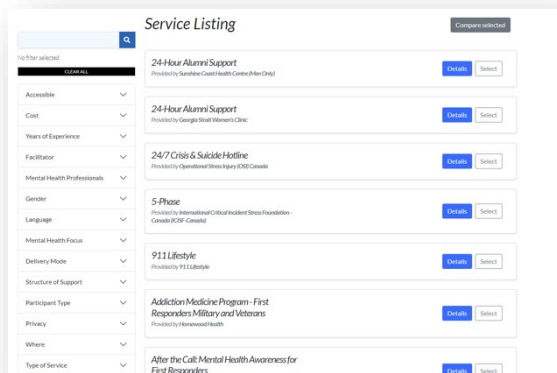 Service Listing
Compare selected
No filter selected
CLEAR ALL
Accessible
Cost
Years of Experience
Facilitator
Mental Health Professionals
Gender
Language
Mental Health Focus
Delivery Mode
Structure of Support
Participant Type
Privacy
Where
Type of Service
24-Hour Alumni Support
Provided by Sunshine Coast Health Centre (Men Only)
Details Select
24-Hour Alumni Support
Provided by Georgia Strait Women's Clinic
Details Select
24/7 Crisis & Suicide Hotline
Provided by Operational Stress Injury (OSI) Canada
Details Select
5-Phase
Provided by International Critical Incident Stress Foundation -
Canada (ICISF-Canada)
Details Select
911 Lifestyle
Provided by 911 Lifestyle
Details Select
Addiction Medicine Program - First
Responders Military and Veterans
Provided by Homewood Health
Details Select
After the Call: Mental Health Awareness for
First Responders
Details Select